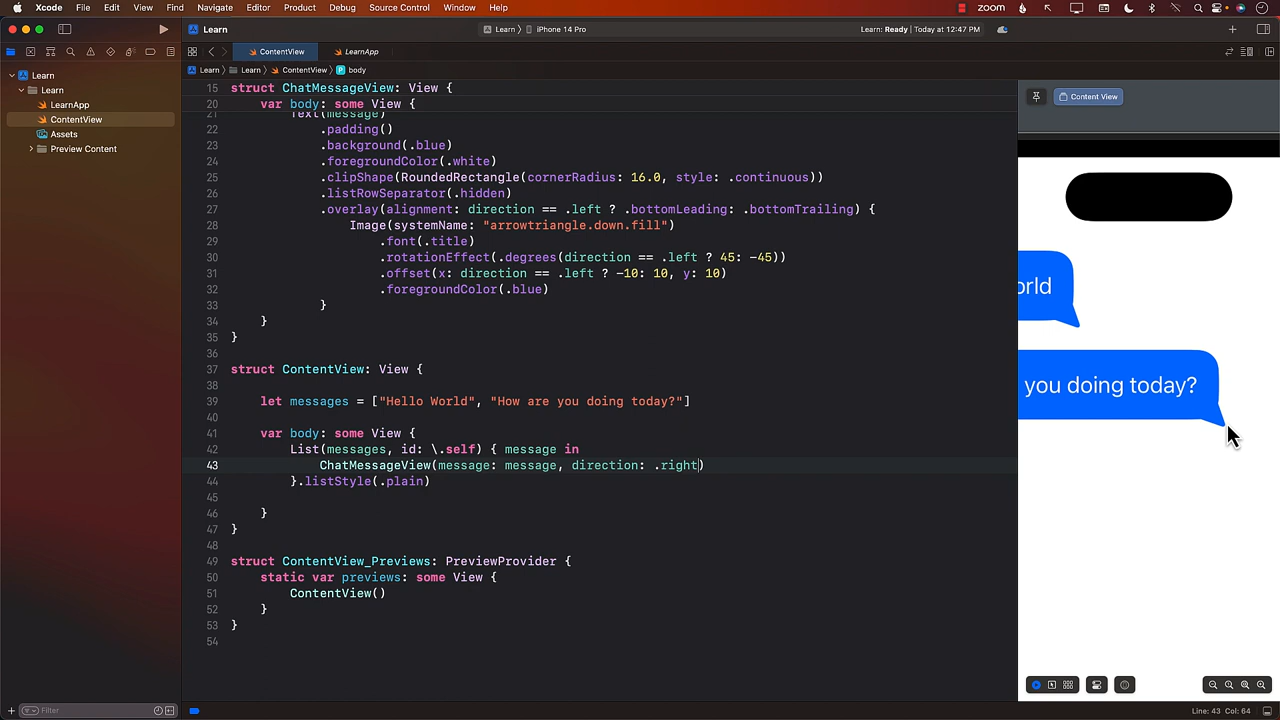 Xcode File Edit View Find Navigate Editor Product Debug Source Control Window Help zoom
Learn Learn iPhone 14 Pro Learn: Ready | Today at 12:47 PM
ContentView LearnApp
Learn Learn ContentView body
Learn
Learn
LearnApp
ContentView
Assets
Preview Content
Filter
15 struct ChatMessageView: View {
20 var body: some View {
21 Text(message)
22 .padding()
23 .background(.blue)
24 .foregroundColor(.white)
25 .clipShape(RoundedRectangle(cornerRadius: 16.0, style: .continuous))
26 .listRowSeparator(.hidden)
27 .overlay(alignment: direction == .left ? .bottomLeading: .bottomTrailing) {
28 Image(systemName: "arrowtriangle.down.fill")
29 .font(.title)
30 .rotationEffect(.degrees(direction == .left ? 45: -45))
31 .offset(x: direction == .left ? -10: 10, y: 10)
32 .foregroundColor(.blue)
33 }
34 }
35 }
36
37 struct ContentView: View {
38
39 let messages = ["Hello World", "How are you doing today?"]
40
41 var body: some View {
42 List(messages, id: \.self) { message in
43 ChatMessageView(message: message, direction: .right)
44 }.listStyle(.plain)
45
46 }
47 }
48
49 struct ContentView_Previews: PreviewProvider {
50 static var previews: some View {
51 ContentView()
52 }
53 }
54
Content View
orld
you doing today?
Line: 43 Col: 64